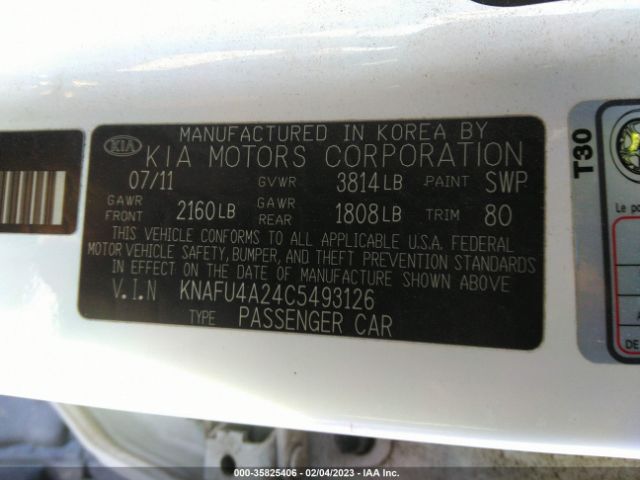 MANUFACTURED IN KOREA BY
KIA KIA MOTORS CORPORATION
07/11 GVWR 3814LB PAINT SWP
GAWR FRONT 2160LB GAWR REAR 1808LB TRIM 80
THIS VEHICLE CONFORMS TO ALL APPLICABLE U.S.A. FEDERAL
MOTOR VEHICLE SAFETY, BUMPER, AND THEFT PREVENTION STANDARDS
IN EFFECT ON THE DATE OF MANUFACTURE SHOWN ABOVE
V.I.N KNAFU4A24C5493126
TYPE PASSENGER CAR
T30
Le po
DE
000-35825406 - 02/04/2023 - IAA Inc.